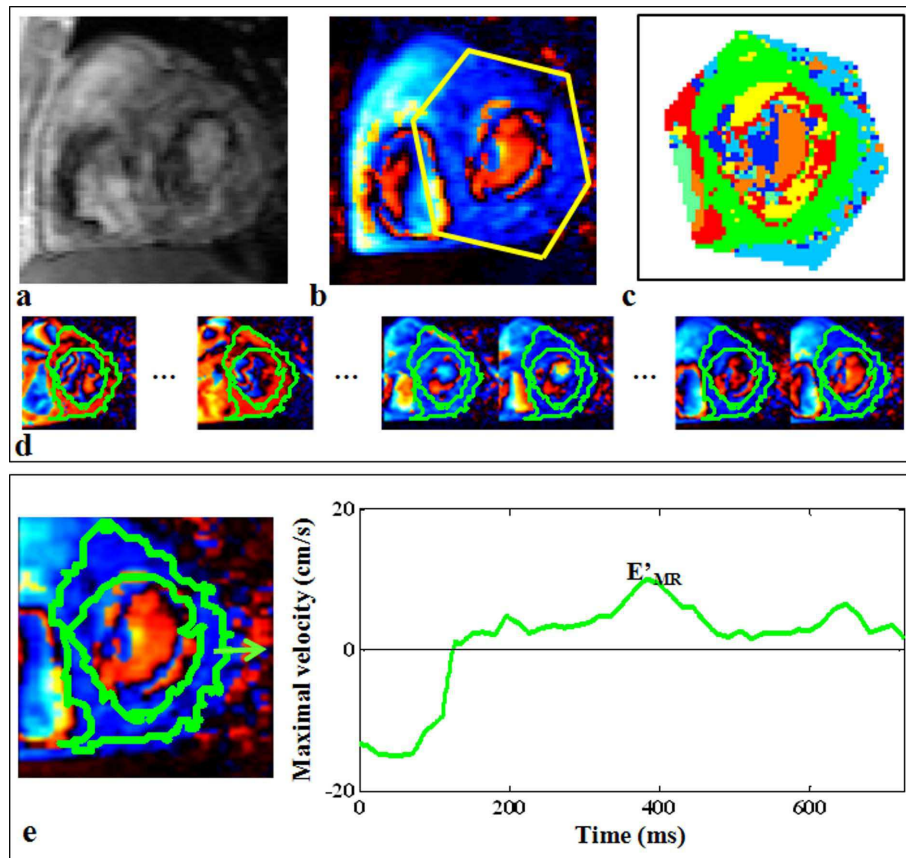 a
b
c
... ... ...
d
20
0
-20
Maximal velocity (cm/s)
E’MR
0 200 400 600
Time (ms)
e